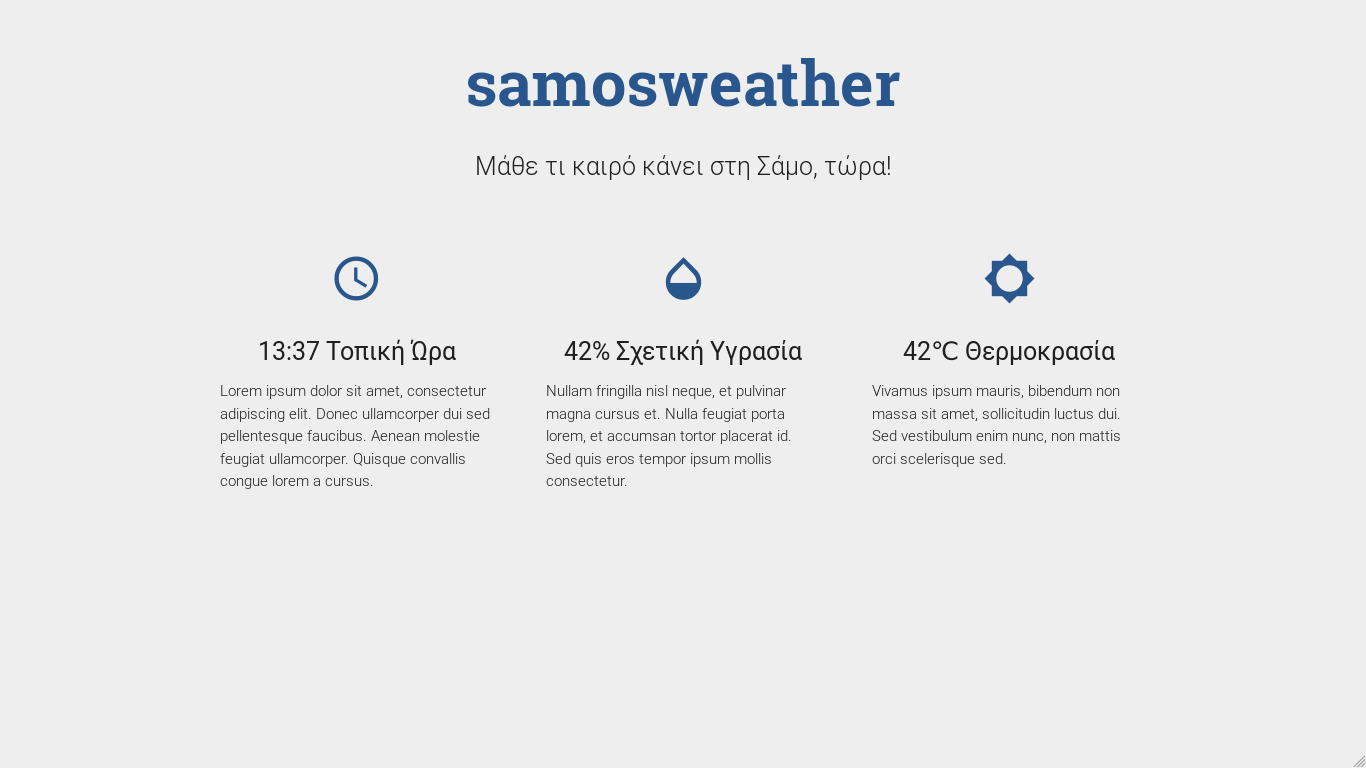 samosweather
Μάθε τι καιρό κάνει στη Σάμο, τώρα!
13:37 Τοπική Ώρα
Lorem ipsum dolor sit amet, consectetur
adipiscing elit. Donec ullamcorper dui sed
pellentesque faucibus. Aenean molestie
feugiat ullamcorper. Quisque convallis
congue lorem a cursus.
42% Σχετική Υγρασία
Nullam fringilla nisl neque, et pulvinar
magna cursus et. Nulla feugiat porta
lorem, et accumsan tortor placerat id.
Sed quis eros tempor ipsum mollis
consectetur.
42℃ Θερμοκρασία
Vivamus ipsum mauris, bibendum non
massa sit amet, sollicitudin luctus dui.
Sed vestibulum enim nunc, non mattis
orci scelerisque sed.